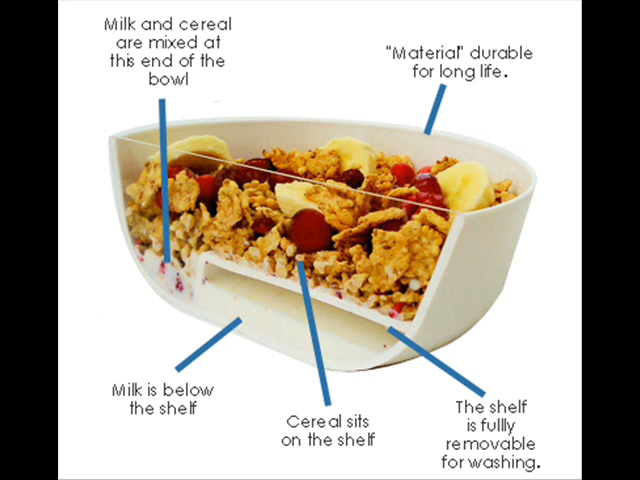 Milk and cereal
are mixed at
this end of the
bowl
"Material" durable
for long life.
Milk is below
the shelf
Cereal sits
on the shelf
The shelf
is fullly
removable
for washing.